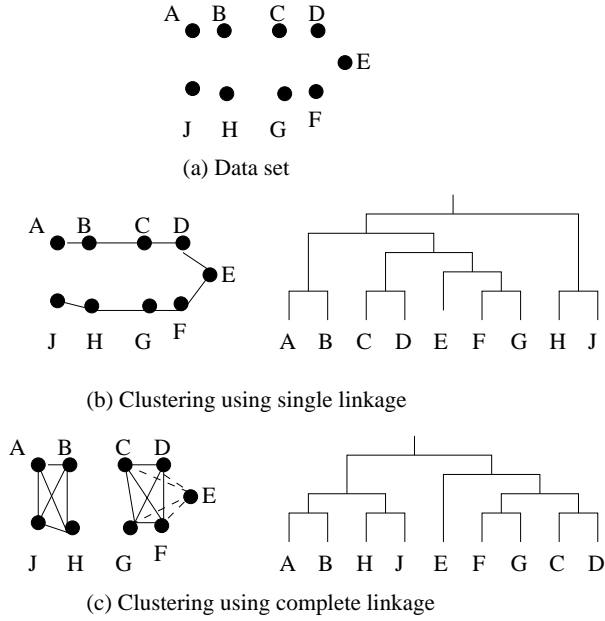 A B C D
E
J H G F
(a) Data set
A B C D
E
J H G F
A B C D E F G H J
(b) Clustering using single linkage
A B C D
E
J H G F
A B H J E F G C D
(c) Clustering using complete linkage